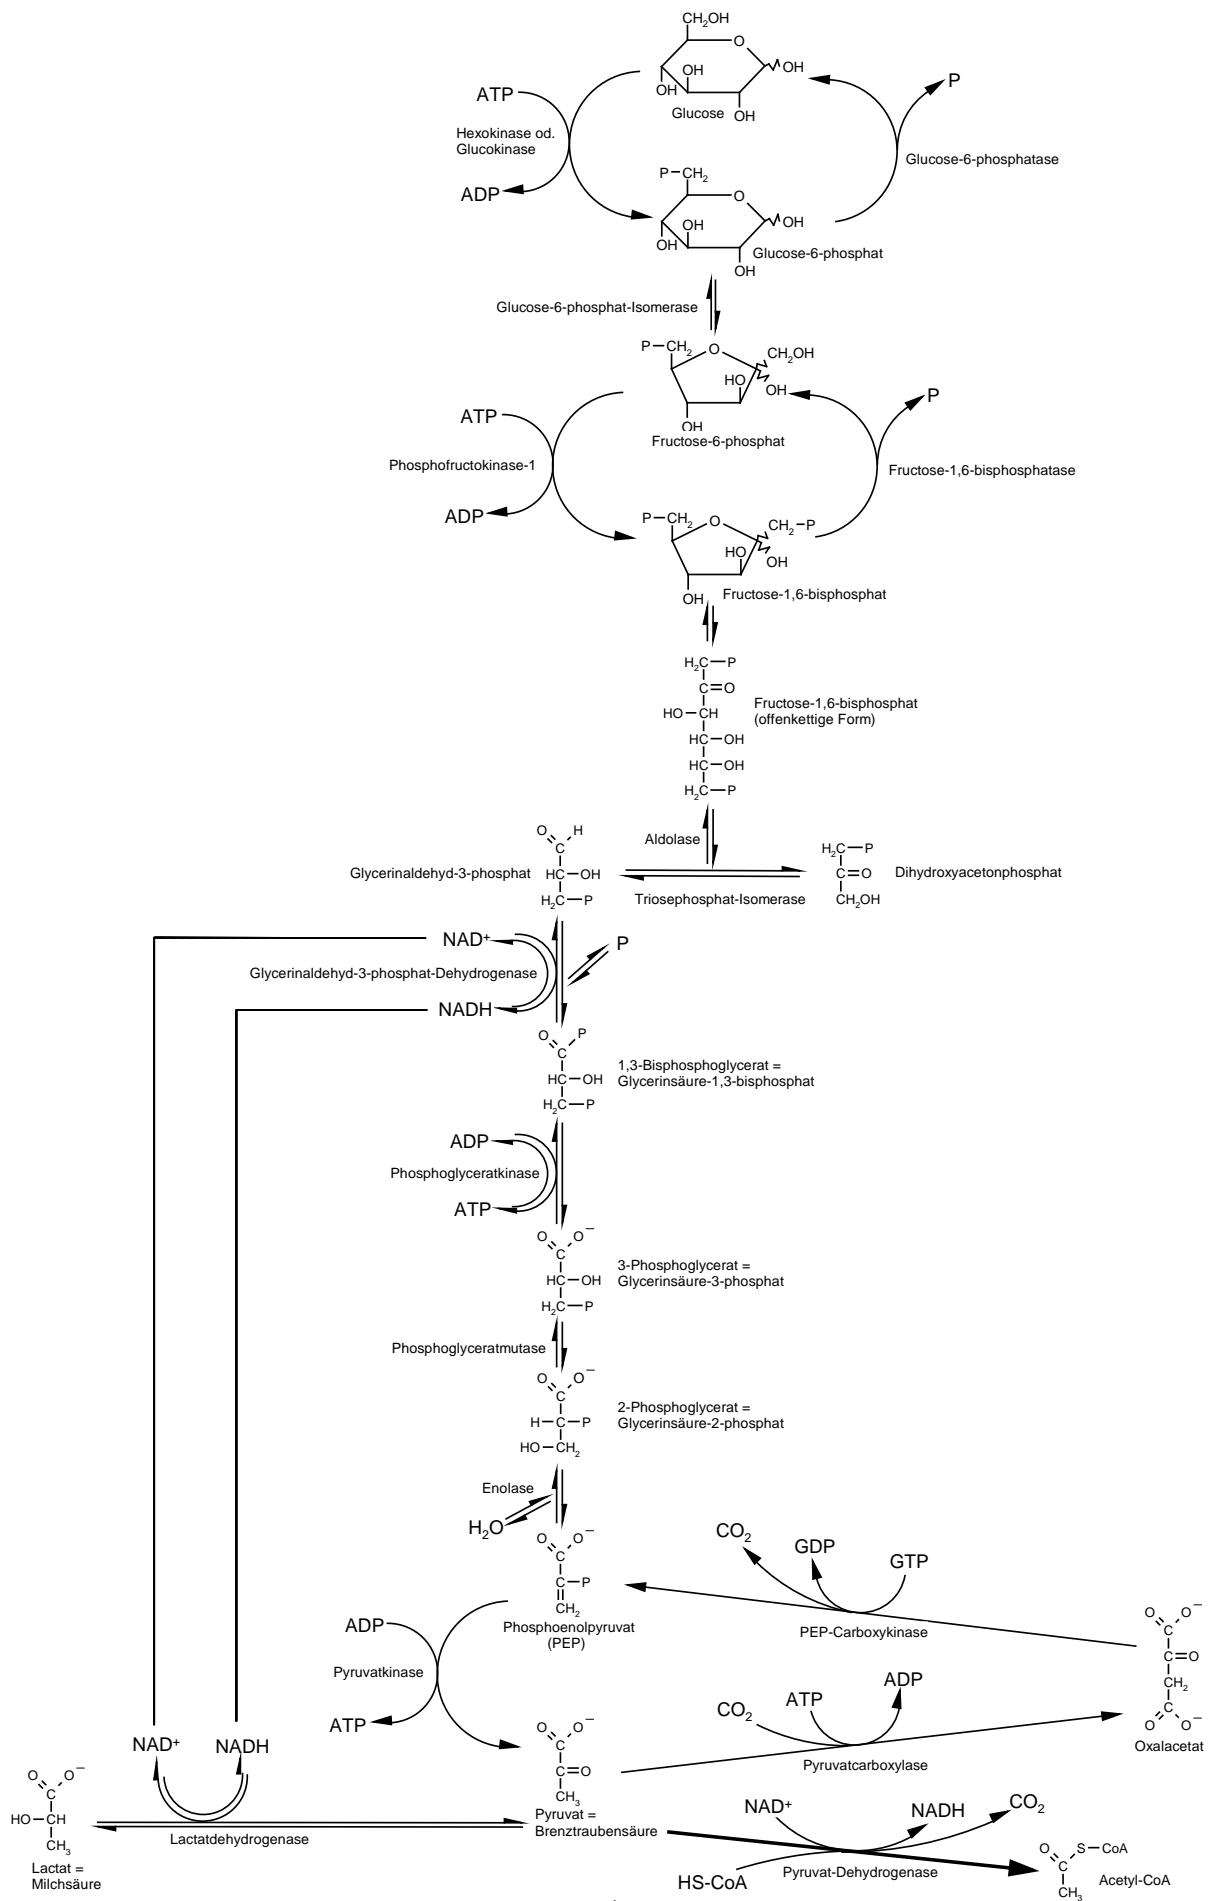 CH2OH
O
OH
OH
OH
OH
Glucose
ATP
Hexokinase od.
Glucokinase
ADP
P
Glucose-6-phosphatase
P–CH2
O
OH
OH
OH
OH
Glucose-6-phosphat
Glucose-6-phosphat-Isomerase
P–CH2
O
CH2OH
HO
OH
OH
Fructose-6-phosphat
ATP
Phosphofructokinase-1
ADP
P
Fructose-1,6-bisphosphatase
P–CH2
O
CH2–P
HO
OH
OH
Fructose-1,6-bisphosphat
H2C–P
C=O
HO–CH
HC–OH
HC–OH
H2C–P
Fructose-1,6-bisphosphat
(offenkettige Form)
Aldolase
O
H
C
HC–OH
H2C–P
Glycerinaldehyd-3-phosphat
Triosephosphat-Isomerase
H2C–P
C=O
CH2OH
Dihydroxyacetonphosphat
NAD+
P
Glycerinaldehyd-3-phosphat-Dehydrogenase
NADH
O
P
C
HC–OH
H2C–P
1,3-Bisphosphoglycerat =
Glycerinsäure-1,3-bisphosphat
ADP
Phosphoglyceratkinase
ATP
O
O–
C
HC–OH
H2C–P
3-Phosphoglycerat =
Glycerinsäure-3-phosphat
Phosphoglyceratmutase
O
O–
C
H–C–P
HO–CH2
2-Phosphoglycerat =
Glycerinsäure-2-phosphat
Enolase
H2O
O
O–
C
C–P
CH2
Phosphoenolpyruvat
(PEP)
CO2
GDP
GTP
PEP-Carboxykinase
O
O–
C
C=O
CH2
C
O
O–
Oxalacetat
ADP
Pyruvatkinase
ATP
CO2
ATP
ADP
Pyruvatcarboxylase
O
O–
C
C=O
CH3
Pyruvat =
Brenztraubensäure
NAD+
NADH
O
O–
C
HO–CH
CH3
Lactat =
Milchsäure
Lactatdehydrogenase
NAD+
NADH
CO2
HS-CoA
Pyruvat-Dehydrogenase
O
S–CoA
C
CH3
Acetyl-CoA